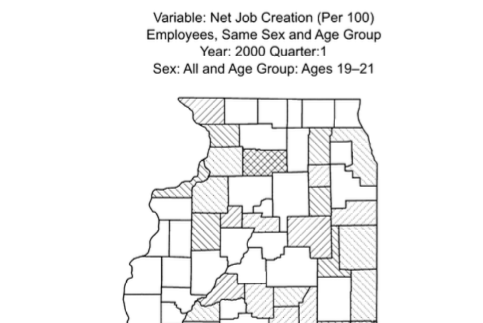 Variable: Net Job Creation (Per 100)
Employees, Same Sex and Age Group
Year: 2000 Quarter:1
Sex: All and Age Group: Ages 19–21